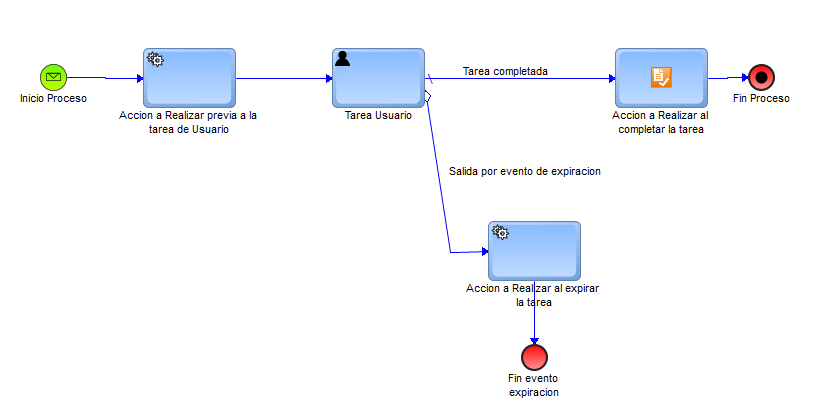 Tarea completada
Inicio Proceso
Accion a Realizar previa a la
tarea de Usuario
Tarea Usuario
Accion a Realizar al
completar la tarea
Fin Proceso
Salida por evento de expiracion
Accion a Realizar al expirar
la tarea
Fin evento
expiracion